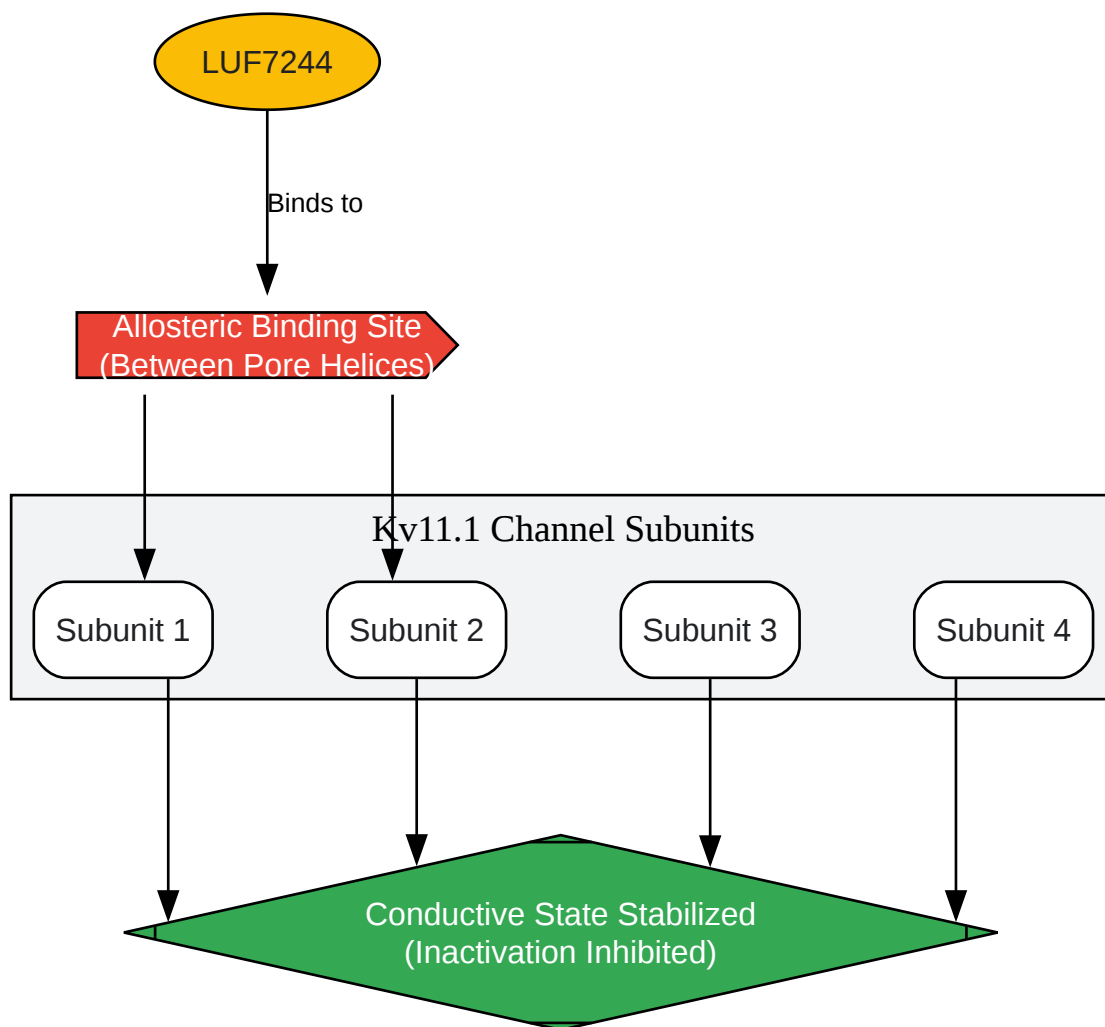 LUF7244
Binds to
Allosteric Binding Site
(Between Pore Helices)
Kv11.1 Channel Subunits
Subunit 1
Subunit 2
Subunit 3
Subunit 4
Conductive State Stabilized
(Inactivation Inhibited)